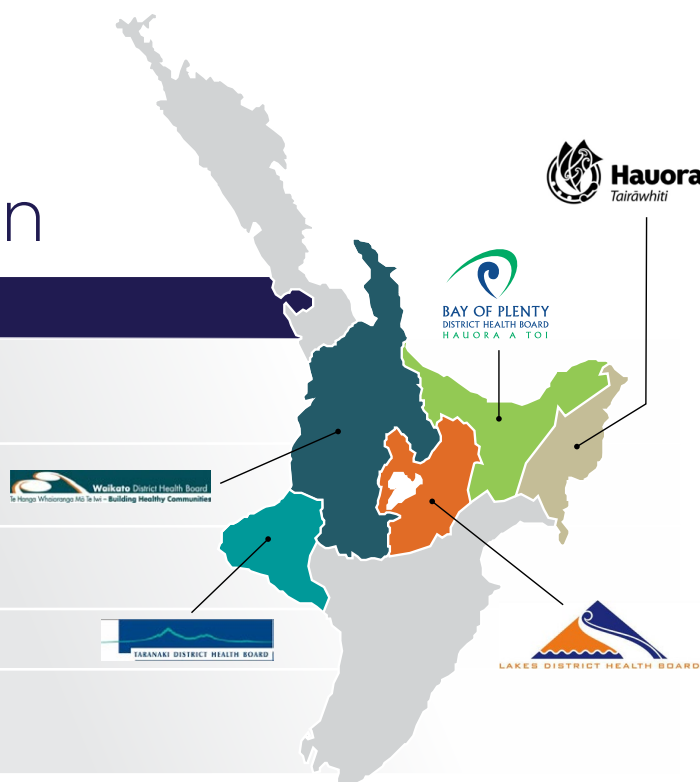 Hauora
Tairāwhiti
n
BAY OF PLENTY
DISTRICT HEALTH BOARD
HAUORA A TOI
Waikato District Health Board
Te Hanga Whaioranga Mō Te Iwi – Building Healthy Communities
TARANAKI DISTRICT HEALTH BOARD
LAKES DISTRICT HEALTH BOARD